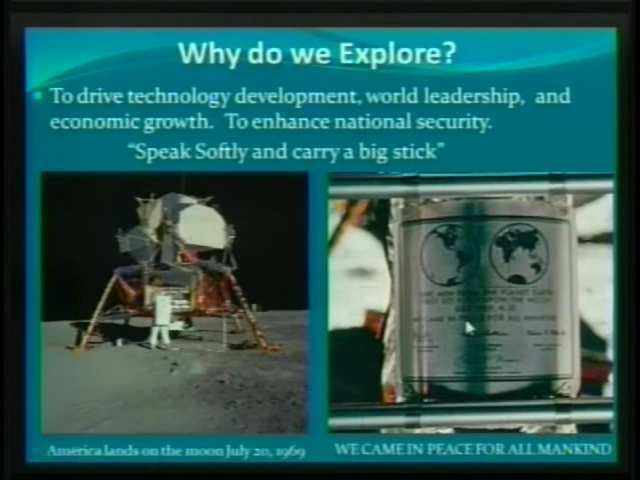 Why do we Explore?
To drive technology development, world leadership, and
economic growth. To enhance national security.
"Speak Softly and carry a big stick"
America lands on the moon July 20, 1969
WE CAME IN PEACE FOR ALL MANKIND